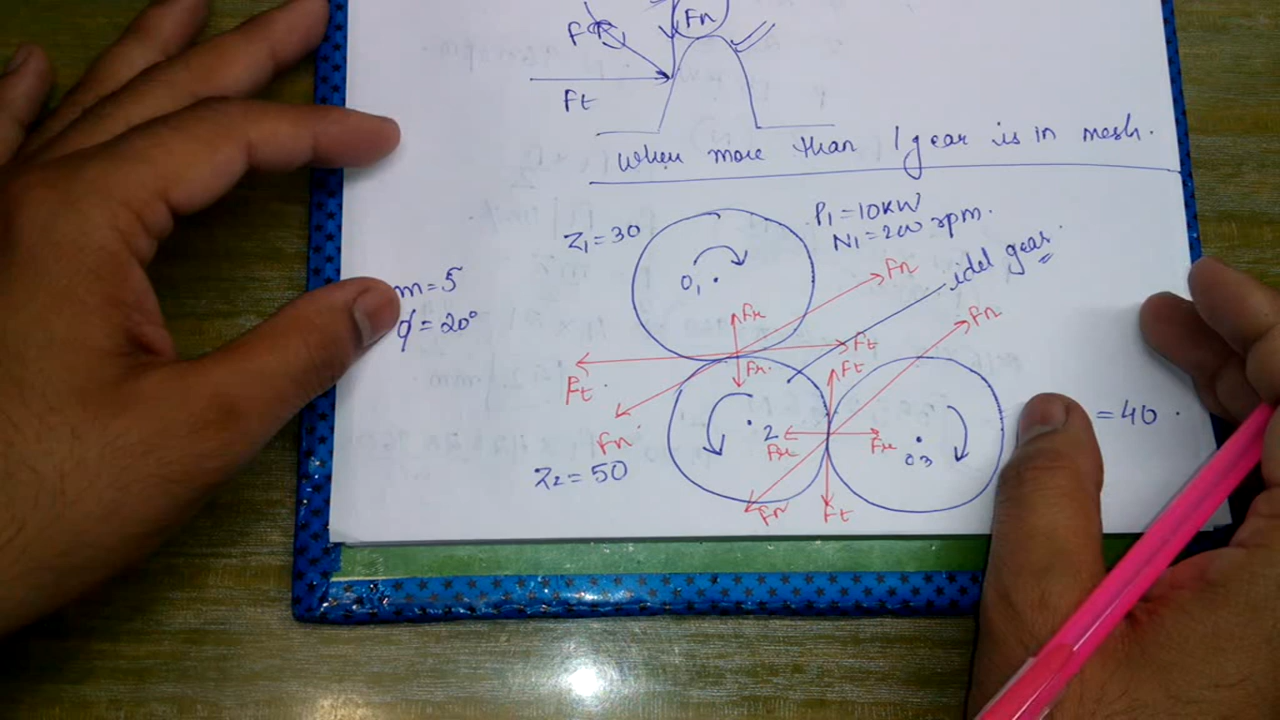 Fn
Ft
when more than 1 gear is in mesh.
Z1=30
P1=10KW
N1=200 rpm.
O1
m=5
ϕ=20°
idel gear
Fn
Fr
Ft
Fn
Ft
Fr
Ft
Fn
2
Fr
Fr
O3
=40
Z2=50
Fn
Ft